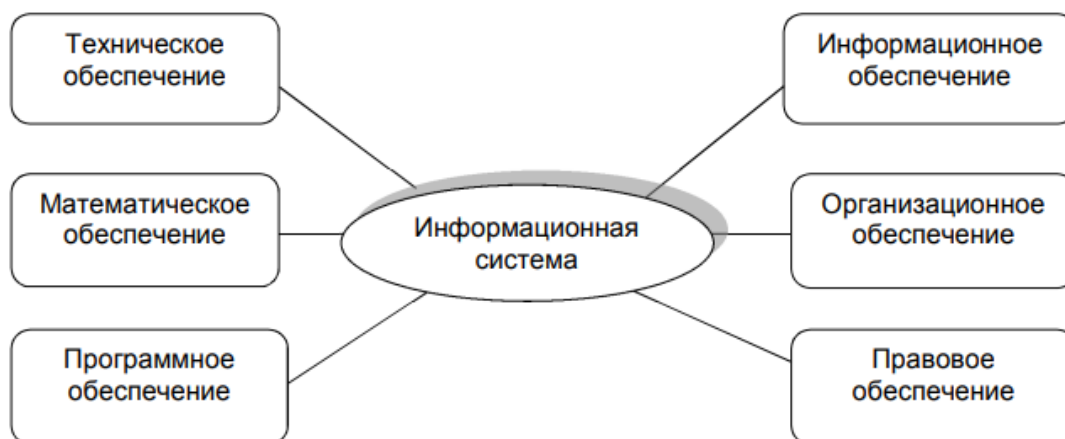 Техническое
обеспечение
Информационное
обеспечение
Математическое
обеспечение
Информационная
система
Организационное
обеспечение
Программное
обеспечение
Правовое
обеспечение